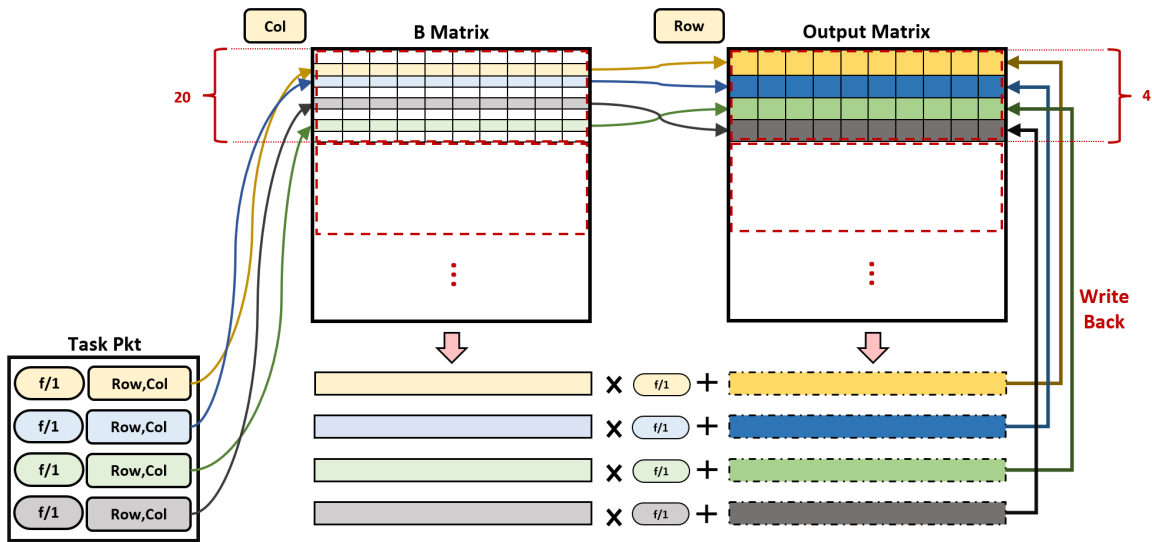 Col
B Matrix
Row
Output Matrix
20
4
Write
Back
Task Pkt
f/1 Row,Col
f/1 Row,Col
f/1 Row,Col
f/1 Row,Col
× f/1 +
× f/1 +
× f/1 +
× f/1 +